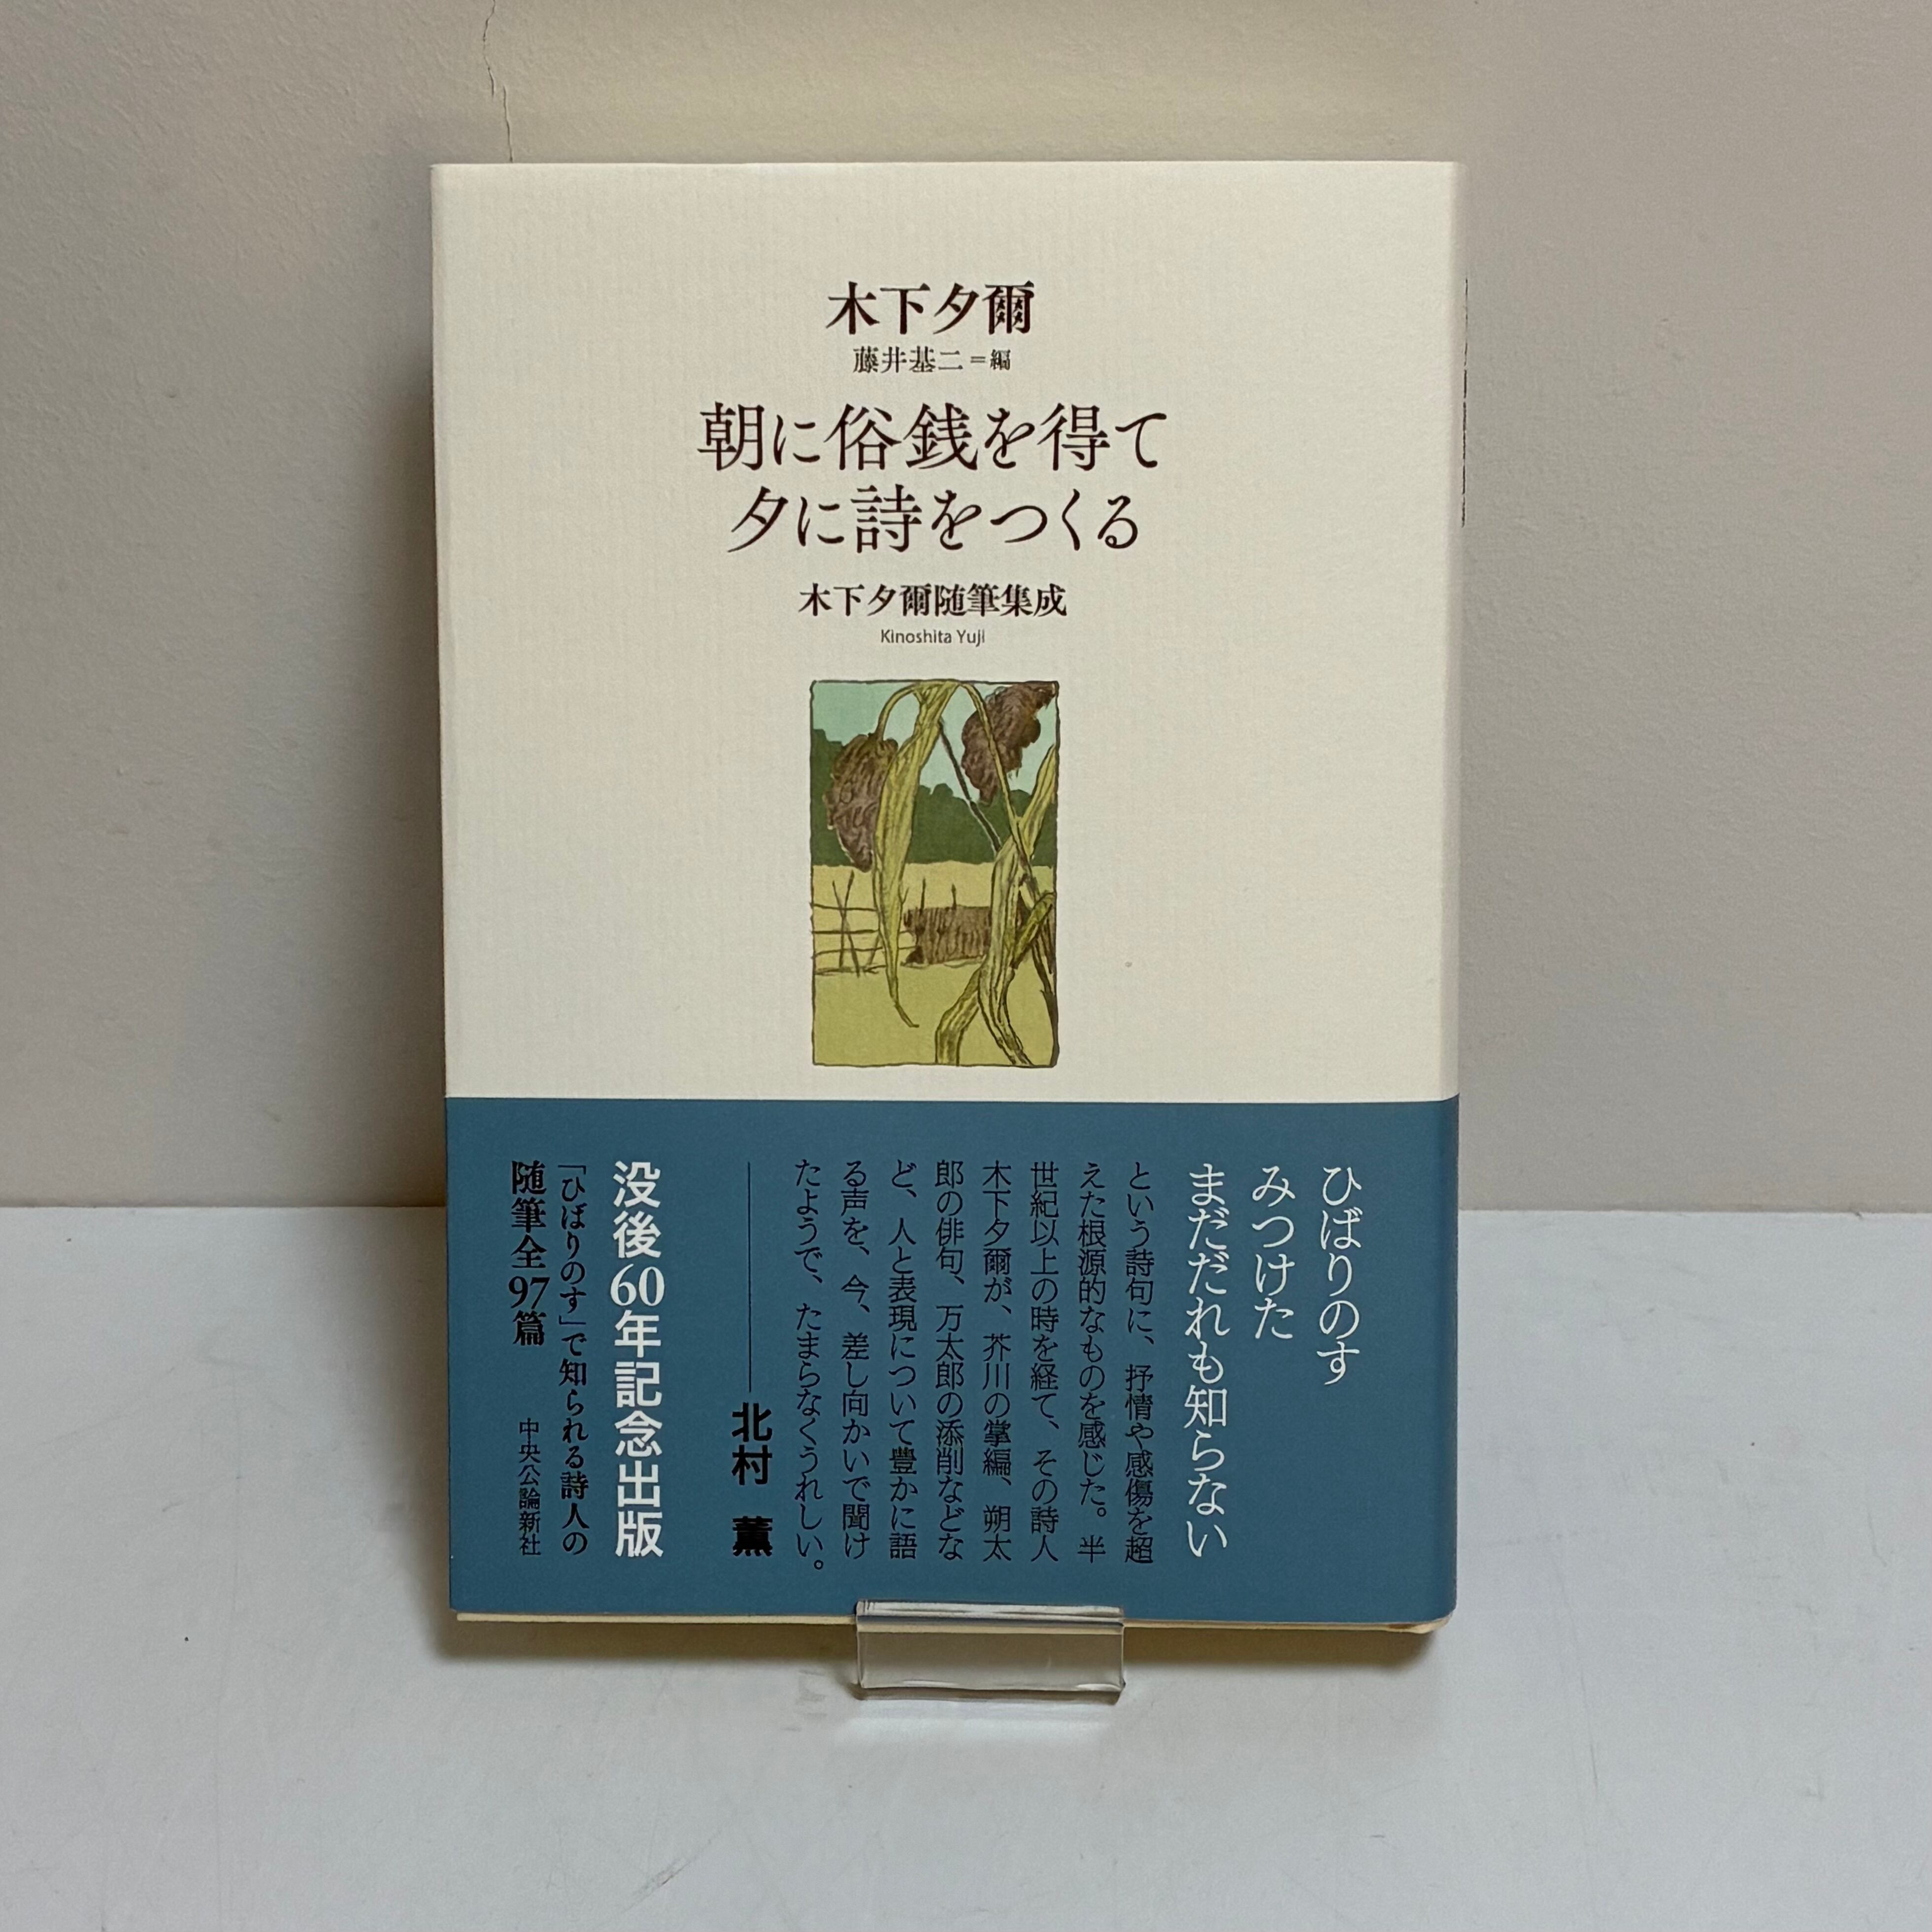 木下夕爾
藤井基二=編
朝に俗銭を得て
夕に詩をつくる
木下夕爾随筆集成
Kinoshita Yuji
ひばりのす
みつけた
まだだれも知らない
という詩句に、抒情や感傷を超
えた根源的なものを感じた。半
世紀以上の時を経て、その詩人
木下夕爾が、芥川の掌編、朔太
郎の俳句、万太郎の添削などな
ど、人と表現について豊かに語
る声を、今、差し向かいで聞け
たようで、たまらなくうれしい。
――北村 薫
没後60年記念出版
「ひばりのす」で知られる詩人の
随筆全97篇
中央公論新社